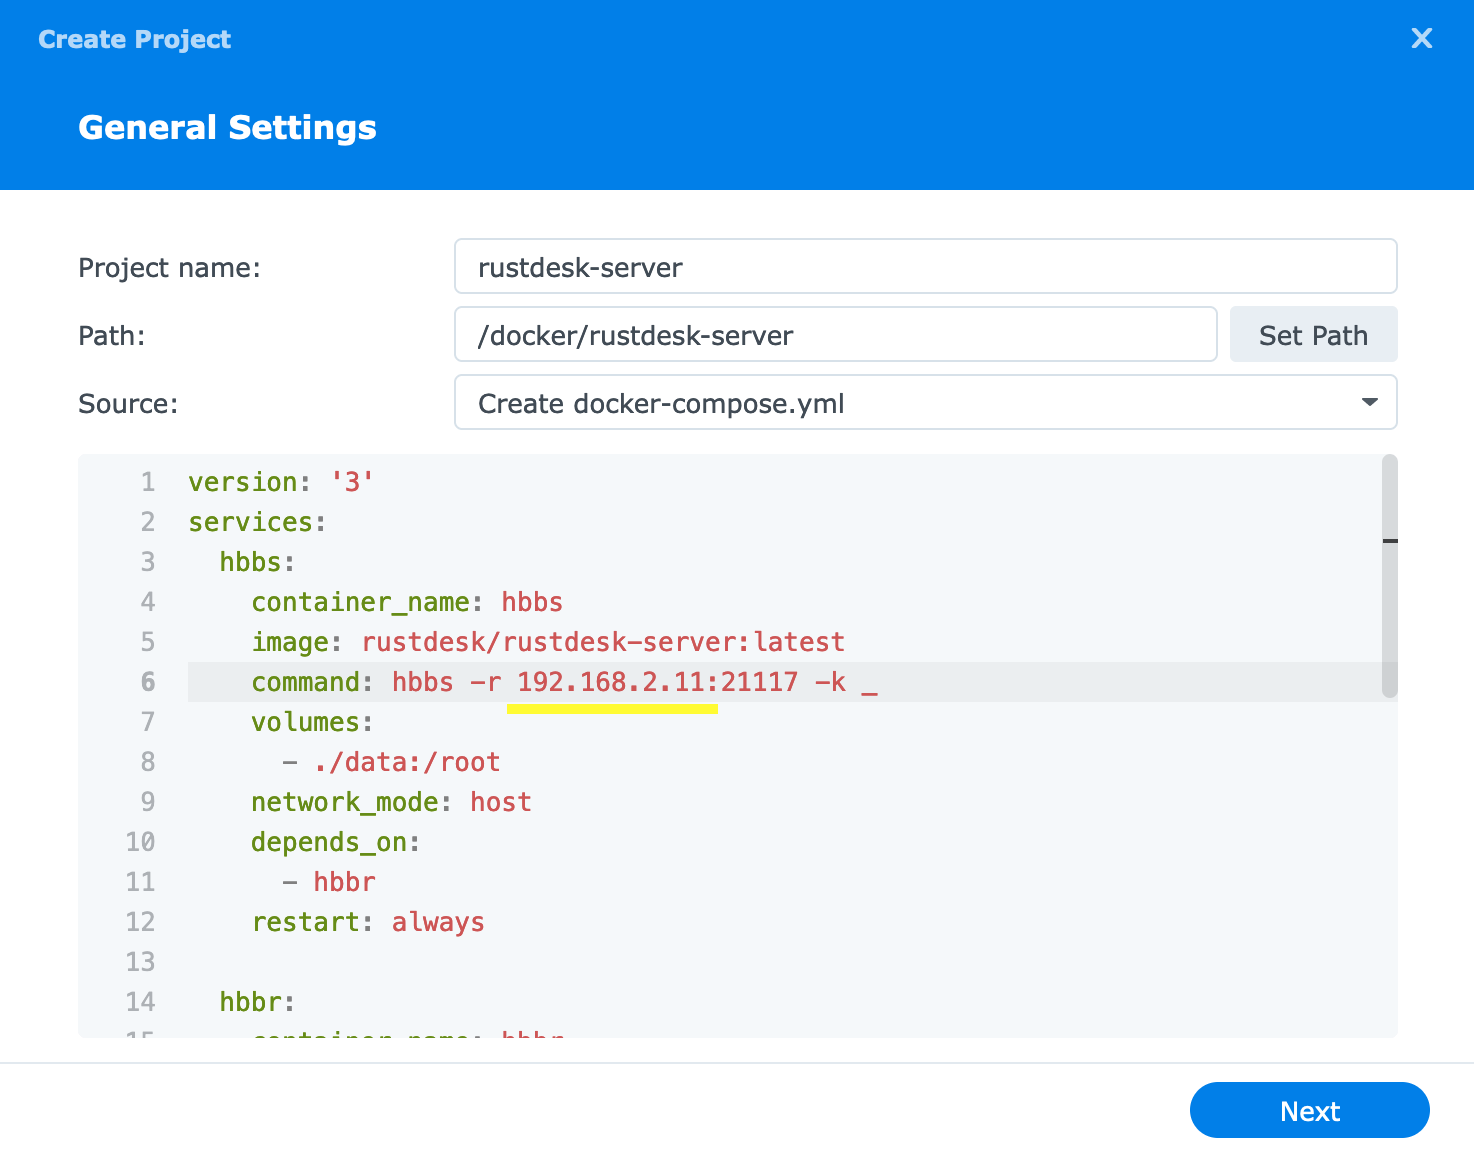 Create Project
General Settings
Project name: rustdesk-server
Path: /docker/rustdesk-server Set Path
Source: Create docker-compose.yml
1 version: '3'
2 services:
3   hbbs:
4     container_name: hbbs
5     image: rustdesk/rustdesk-server:latest
6     command: hbbs -r 192.168.2.11:21117 -k _
7     volumes:
8       - ./data:/root
9     network_mode: host
10     depends_on:
11       - hbbr
12     restart: always
13
14   hbbr:
15     container_name: hbbr
Next